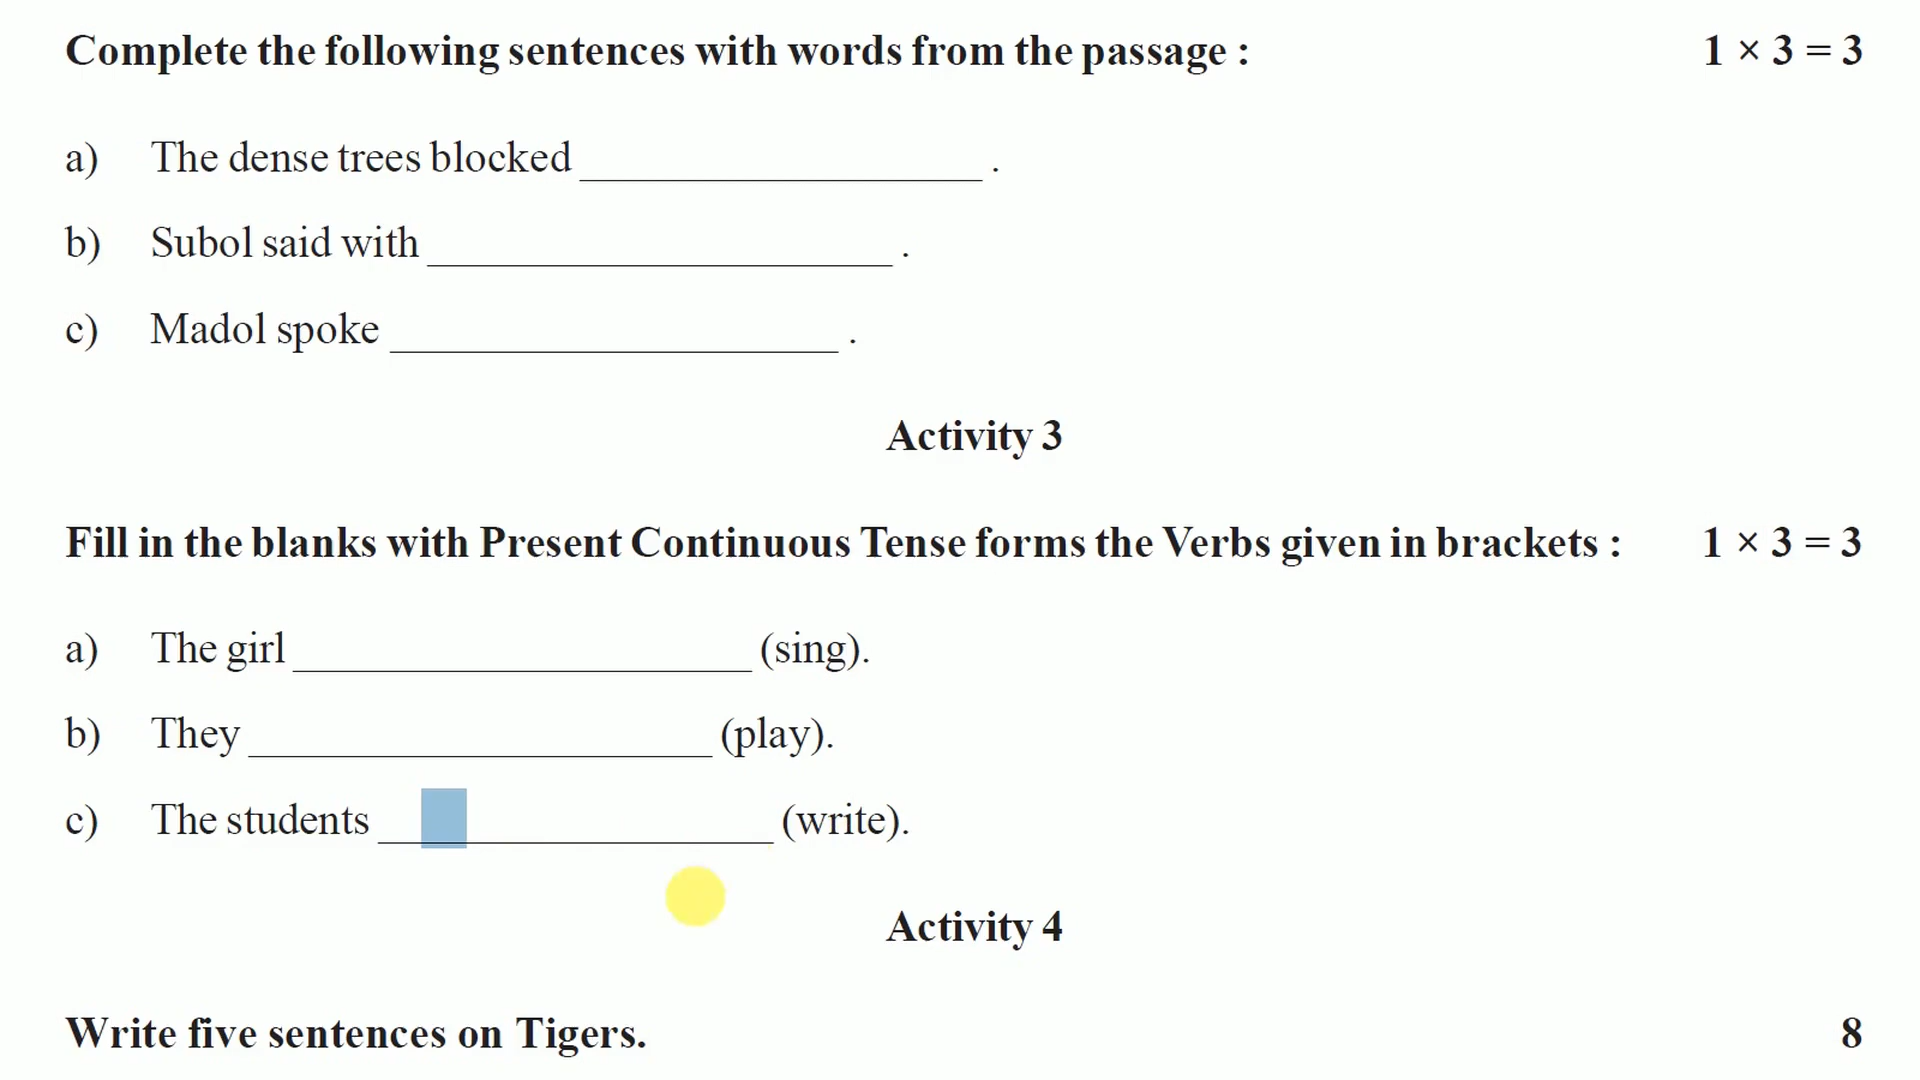 Complete the following sentences with words from the passage : 1 × 3 = 3
a) The dense trees blocked ____________________ .
b) Subol said with ____________________ .
c) Madol spoke ____________________ .
Activity 3
Fill in the blanks with Present Continuous Tense forms the Verbs given in brackets : 1 × 3 = 3
a) The girl ____________________ (sing).
b) They ____________________ (play).
c) The students ____________________ (write).
Activity 4
Write five sentences on Tigers. 8